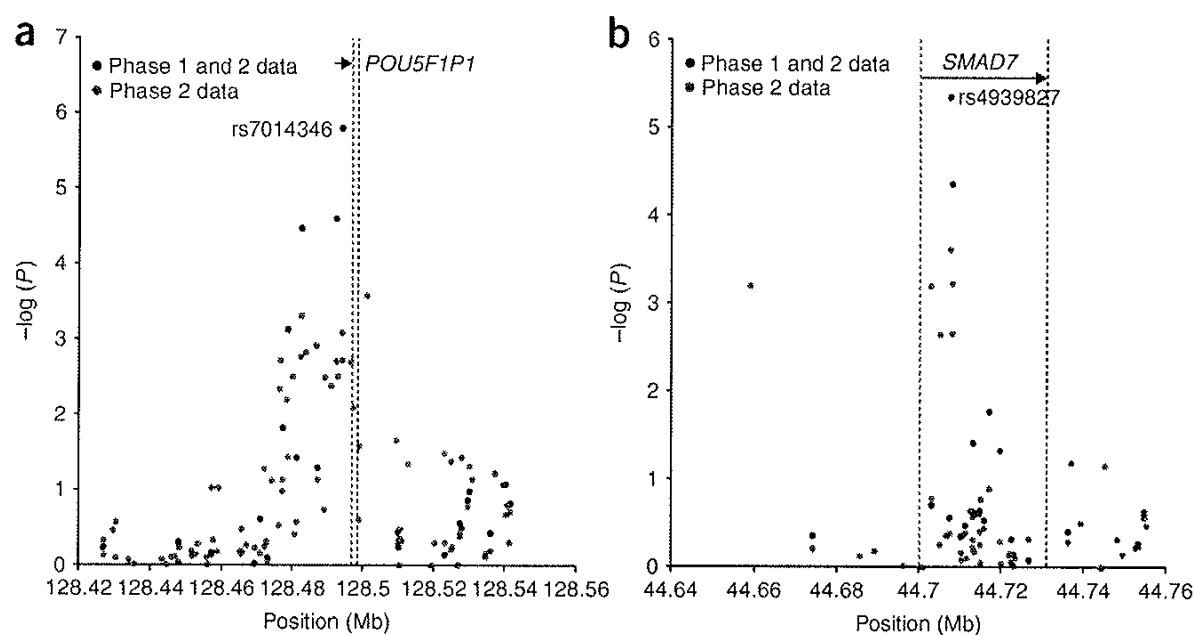 a
7
6
5
4
3
2
1
0
–log (P)
Phase 1 and 2 data
Phase 2 data
POU5F1P1
rs7014346
128.42 128.44 128.46 128.48 128.5 128.52 128.54 128.56
Position (Mb)
b
6
5
4
3
2
1
0
–log (P)
Phase 1 and 2 data
Phase 2 data
SMAD7
rs4939827
44.64 44.66 44.68 44.7 44.72 44.74 44.76
Position (Mb)